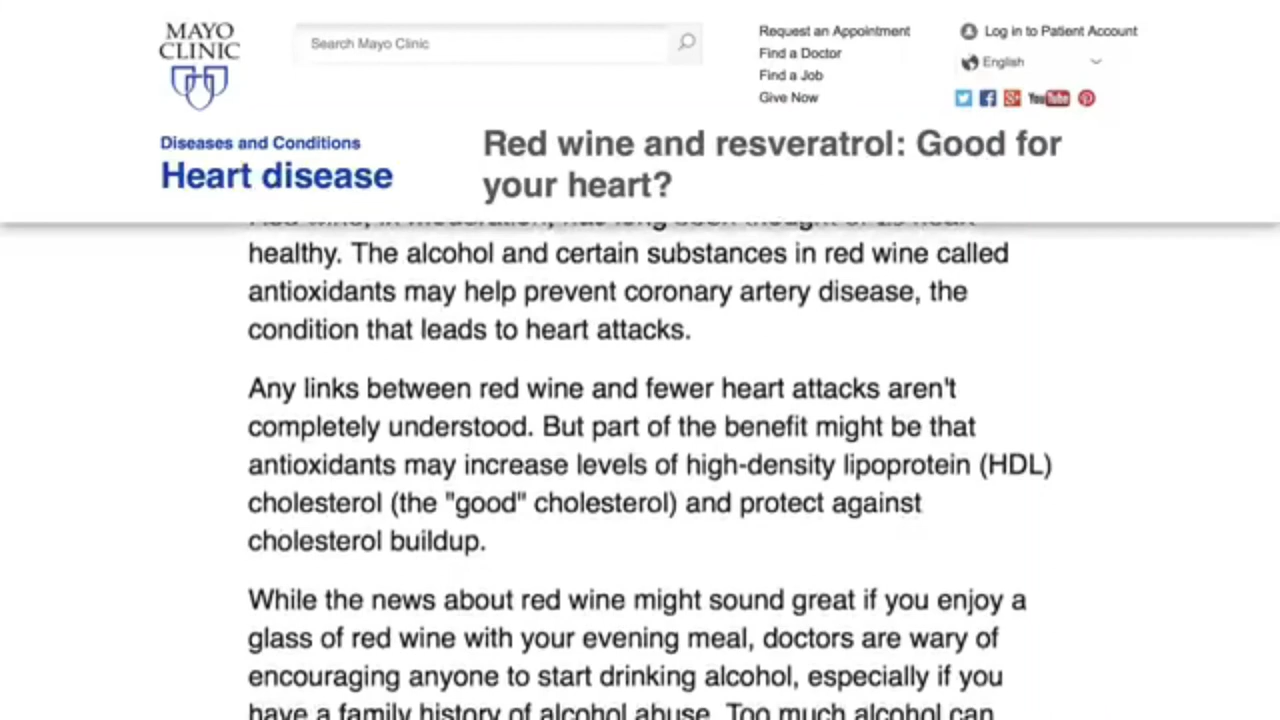 MAYO
CLINIC
Search Mayo Clinic
Request an Appointment
Find a Doctor
Find a Job
Give Now
Log in to Patient Account
English
You Tube
Diseases and Conditions
Heart disease
Red wine and resveratrol: Good for
your heart?
healthy. The alcohol and certain substances in red wine called
antioxidants may help prevent coronary artery disease, the
condition that leads to heart attacks.
Any links between red wine and fewer heart attacks aren't
completely understood. But part of the benefit might be that
antioxidants may increase levels of high-density lipoprotein (HDL)
cholesterol (the "good" cholesterol) and protect against
cholesterol buildup.
While the news about red wine might sound great if you enjoy a
glass of red wine with your evening meal, doctors are wary of
encouraging anyone to start drinking alcohol, especially if you
have a family history of alcohol abuse. Too much alcohol can